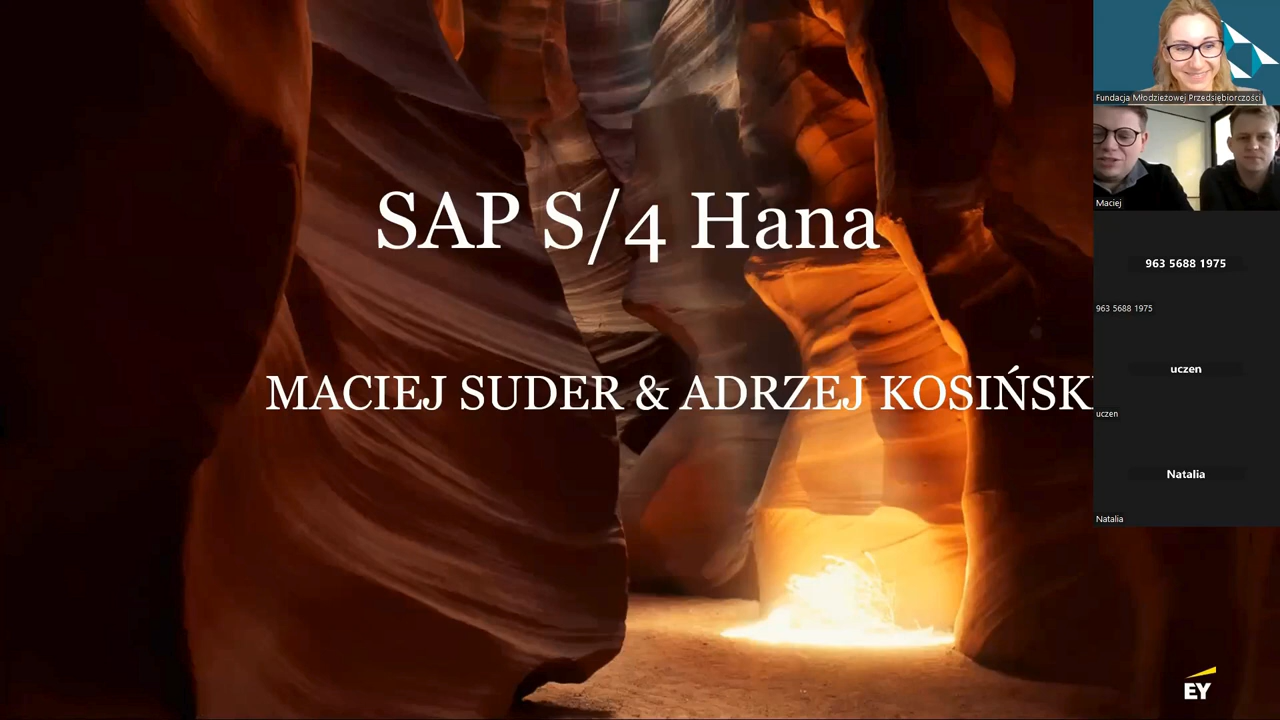 SAP S/4 Hana
MACIEJ SUDER & ADRZEJ KOSIŃSK
EY
Fundacja Młodzieżowej Przedsiębiorczości
Maciej
963 5688 1975
963 5688 1975
uczen
uczen
Natalia
Natalia